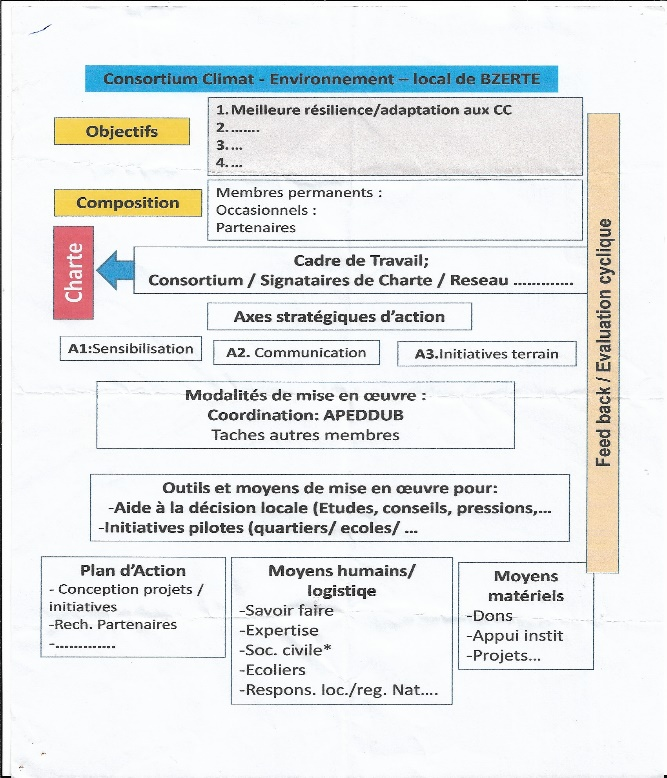 Consortium Climat - Environnement – local de BZERTE
Objectifs
1. Meilleure résilience/adaptation aux CC
2. .......
3. ...
4. ...
Composition
Membres permanents :
Occasionnels :
Partenaires
Charte
Cadre de Travail;
Consortium / Signataires de Charte / Reseau .............
Axes stratégiques d’action
A1:Sensibilisation
A2. Communication
A3.Initiatives terrain
Modalités de mise en œuvre :
Coordination: APEDDUB
Taches autres membres
Outils et moyens de mise en œuvre pour:
-Aide à la décision locale (Etudes, conseils, pressions,...
-Initiatives pilotes (quartiers/ ecoles/ ...
Plan d’Action
- Conception projets /
initiatives
-Rech. Partenaires
-.............
Moyens humains/
logistiqe
-Savoir faire
-Expertise
-Soc. civile*
-Ecoliers
-Respons. loc./reg. Nat....
Moyens
matériels
-Dons
-Appui instit
-Projets...
Feed back / Evaluation cyclique